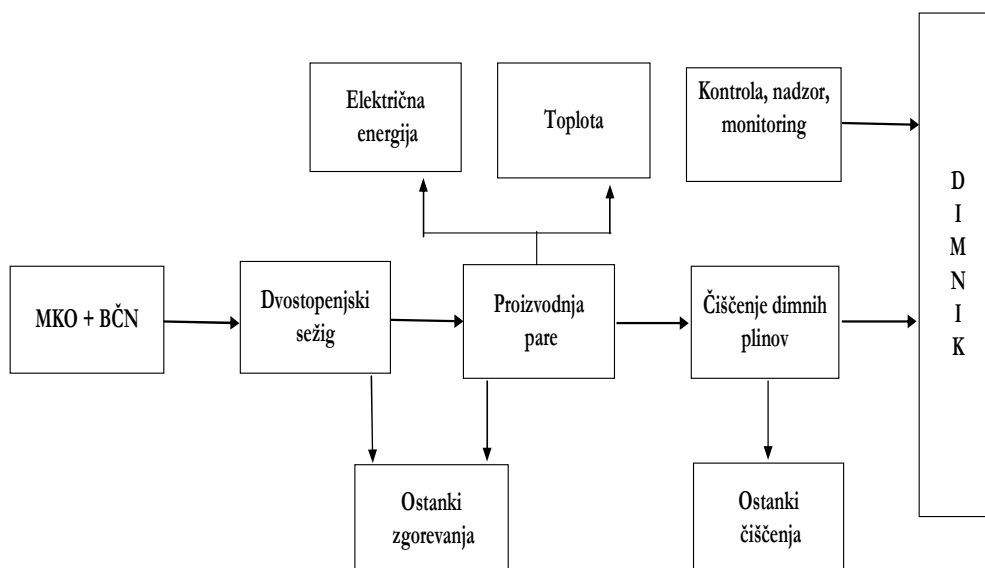 Električna
energija
Toplota
Kontrola, nadzor,
monitoring
D
I
M
N
I
K
MKO + BČN
Dvostopenjski
sežig
Proizvodnja
pare
Čiščenje dimnih
plinov
Ostanki
zgorevanja
Ostanki
čiščenja